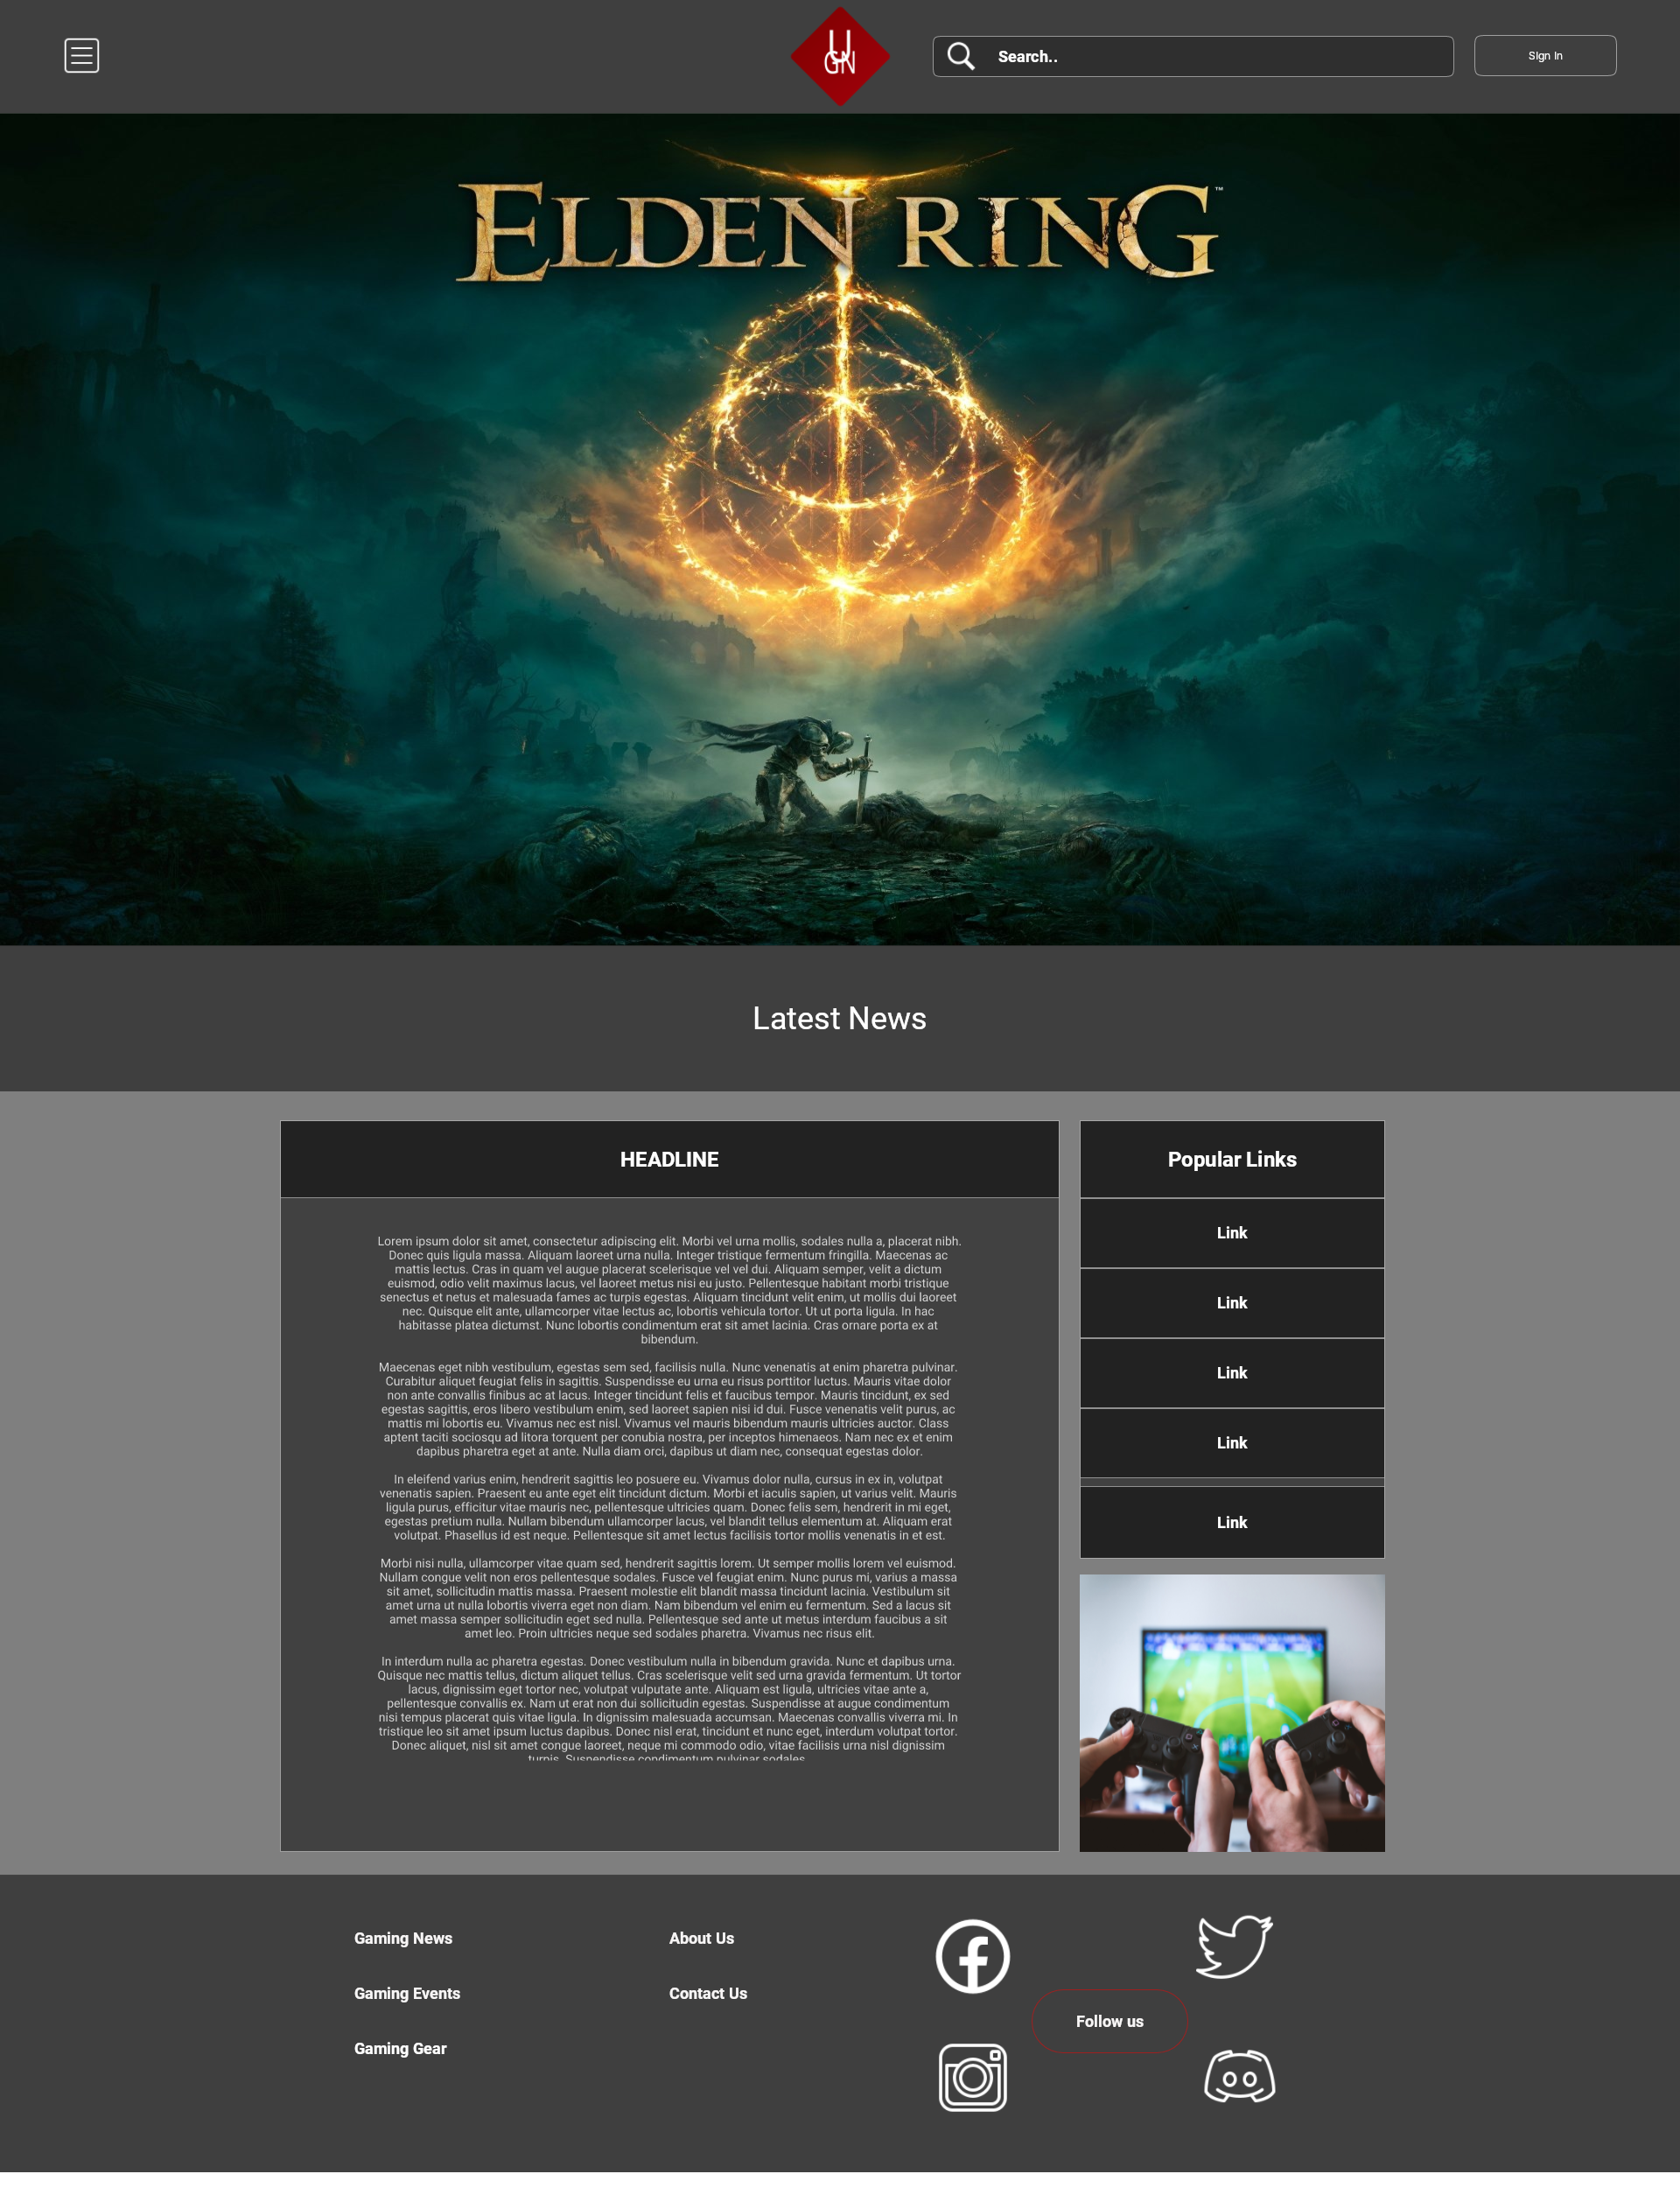 UGN
Search..
Sign In
ELDEN RING™
Latest News
HEADLINE
Lorem ipsum dolor sit amet, consectetur adipiscing elit. Morbi vel urna mollis, sodales nulla a, placerat nibh.
Donec quis ligula massa. Aliquam laoreet urna nulla. Integer tristique fermentum fringilla. Maecenas ac
mattis lectus. Cras in quam vel augue placerat scelerisque vel vel dui. Aliquam semper, velit a dictum
euismod, odio velit maximus lacus, vel laoreet metus nisi eu justo. Pellentesque habitant morbi tristique
senectus et netus et malesuada fames ac turpis egestas. Aliquam tincidunt velit enim, ut mollis dui laoreet
nec. Quisque elit ante, ullamcorper vitae lectus ac, lobortis vehicula tortor. Ut ut porta ligula. In hac
habitasse platea dictumst. Nunc lobortis condimentum erat sit amet lacinia. Cras ornare porta ex at
bibendum.
Maecenas eget nibh vestibulum, egestas sem sed, facilisis nulla. Nunc venenatis at enim pharetra pulvinar.
Curabitur aliquet feugiat felis in sagittis. Suspendisse eu urna eu risus porttitor luctus. Mauris vitae dolor
non ante convallis finibus ac at lacus. Integer tincidunt felis et faucibus tempor. Mauris tincidunt, ex sed
egestas sagittis, eros libero vestibulum enim, sed laoreet sapien nisi id dui. Fusce venenatis velit purus, ac
mattis mi lobortis eu. Vivamus nec est nisl. Vivamus vel mauris bibendum mauris ultricies auctor. Class
aptent taciti sociosqu ad litora torquent per conubia nostra, per inceptos himenaeos. Nam nec ex et enim
dapibus pharetra eget at ante. Nulla diam orci, dapibus ut diam nec, consequat egestas dolor.
In eleifend varius enim, hendrerit sagittis leo posuere eu. Vivamus dolor nulla, cursus in ex in, volutpat
venenatis sapien. Praesent eu ante eget elit tincidunt dictum. Morbi et iaculis sapien, ut varius velit. Mauris
ligula purus, efficitur vitae mauris nec, pellentesque ultricies quam. Donec felis sem, hendrerit in mi eget,
egestas pretium nulla. Nullam bibendum ullamcorper lacus, vel blandit tellus elementum at. Aliquam erat
volutpat. Phasellus id est neque. Pellentesque sit amet lectus facilisis tortor mollis venenatis in et est.
Morbi nisi nulla, ullamcorper vitae quam sed, hendrerit sagittis lorem. Ut semper mollis lorem vel euismod.
Nullam congue velit non eros pellentesque sodales. Fusce vel feugiat enim. Nunc purus mi, varius a massa
sit amet, sollicitudin mattis massa. Praesent molestie elit blandit massa tincidunt lacinia. Vestibulum sit
amet urna ut nulla lobortis viverra eget non diam. Nam bibendum vel enim eu fermentum. Sed a lacus sit
amet massa semper sollicitudin eget sed nulla. Pellentesque sed ante ut metus interdum faucibus a sit
amet leo. Proin ultricies neque sed sodales pharetra. Vivamus nec risus elit.
In interdum nulla ac pharetra egestas. Donec vestibulum nulla in bibendum gravida. Nunc et dapibus urna.
Quisque nec mattis tellus, dictum aliquet tellus. Cras scelerisque velit sed urna gravida fermentum. Ut tortor
lacus, dignissim eget tortor nec, volutpat vulputate ante. Aliquam est ligula, ultricies vitae ante a,
pellentesque convallis ex. Nam ut erat non dui sollicitudin egestas. Suspendisse at augue condimentum
nisi tempus placerat quis vitae ligula. In dignissim malesuada accumsan. Maecenas convallis viverra mi. In
tristique leo sit amet ipsum luctus dapibus. Donec nisl erat, tincidunt et nunc eget, interdum volutpat tortor.
Donec aliquet, nisl sit amet congue laoreet, neque mi commodo odio, vitae facilisis urna nisl dignissim
turpis. Suspendisse condimentum pulvinar sodales.
Popular Links
Link
Link
Link
Link
Link
Gaming News
Gaming Events
Gaming Gear
About Us
Contact Us
Follow us